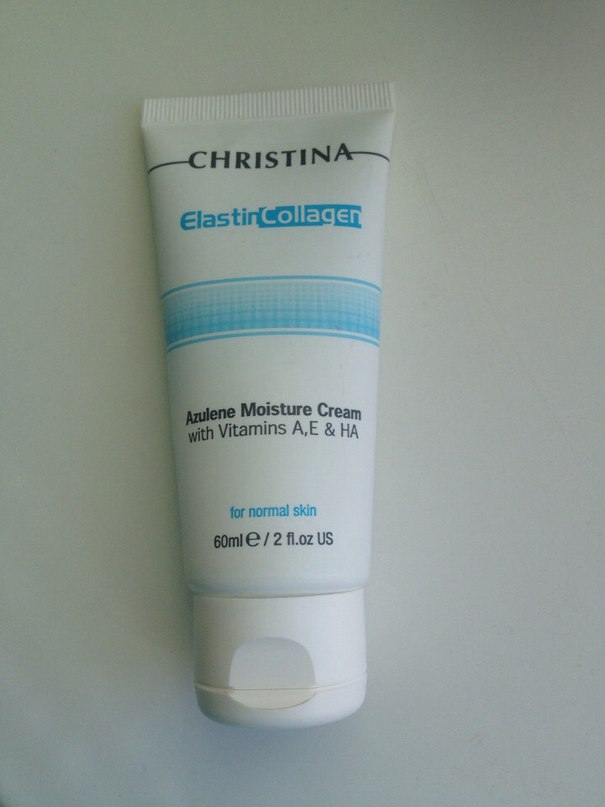 CHRISTINA
ElastinCollagen
Azulene Moisture Cream
with Vitamins A,E & HA
for normal skin
60ml e / 2 fl.oz US